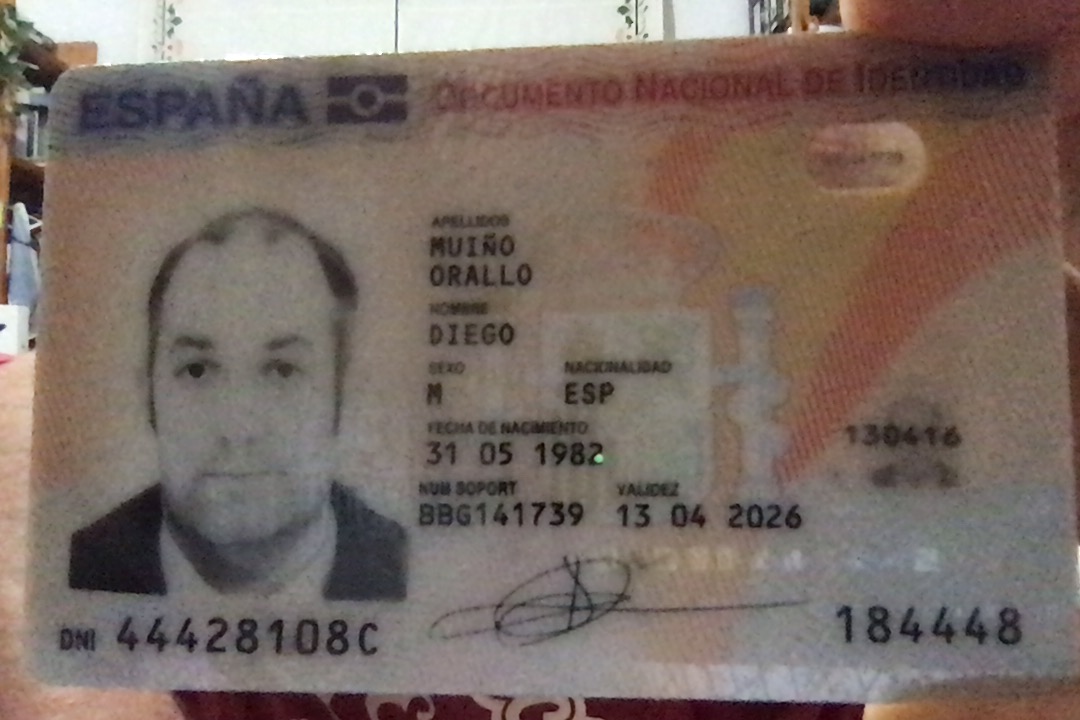 ESPAÑA DOCUMENTO NACIONAL DE IDENTIDAD
APELLIDOS
MUIÑO
ORALLO
NOMBRE
DIEGO
SEXO NACIONALIDAD
M ESP
FECHA DE NACIMIENTO
31 05 1982
130416
NUM SOPORT VALIDEZ
BBG141739 13 04 2026
DNI 44428108C 184448